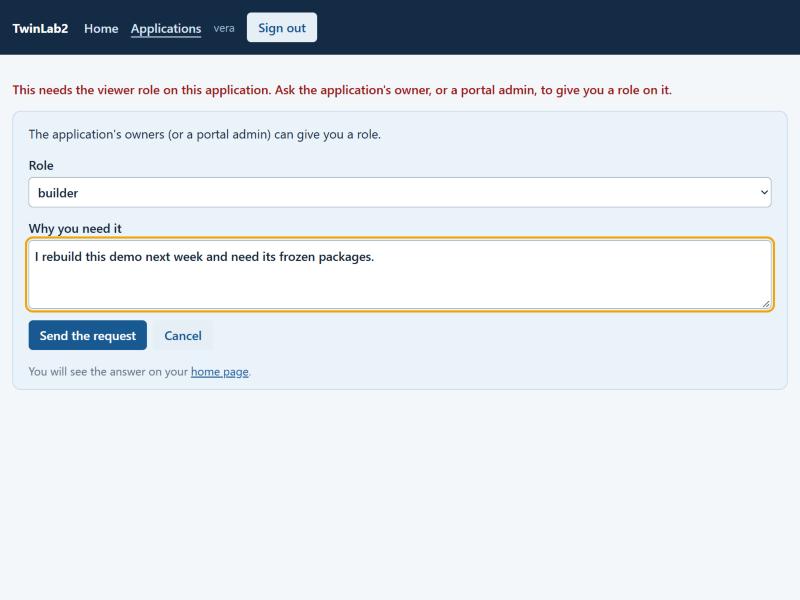 TwinLab2 Home Applications vera Sign out
This needs the viewer role on this application. Ask the application's owner, or a portal admin, to give you a role on it.
The application's owners (or a portal admin) can give you a role.
Role
builder
Why you need it
I rebuild this demo next week and need its frozen packages.
Send the request Cancel
You will see the answer on your home page.